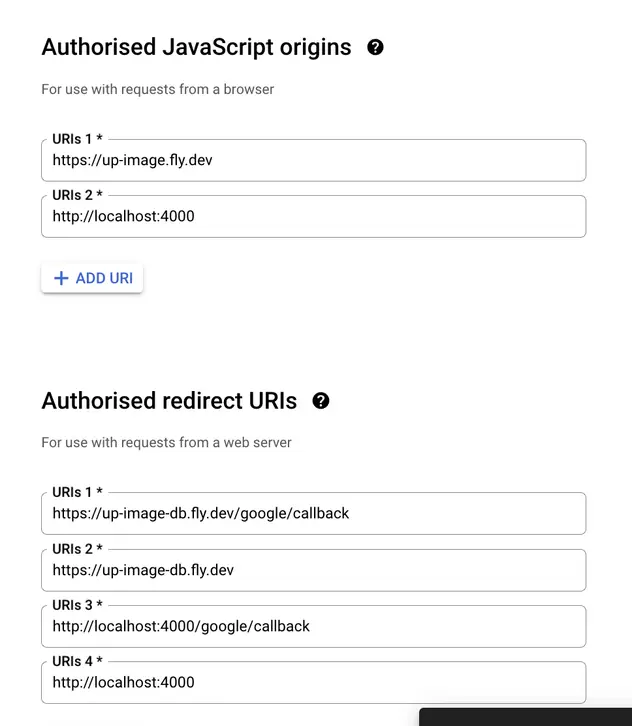 Authorised JavaScript origins ?
For use with requests from a browser
URIs 1 *
https://up-image.fly.dev
URIs 2 *
http://localhost:4000
+ ADD URI
Authorised redirect URIs ?
For use with requests from a web server
URIs 1 *
https://up-image-db.fly.dev/google/callback
URIs 2 *
https://up-image-db.fly.dev
URIs 3 *
http://localhost:4000/google/callback
URIs 4 *
http://localhost:4000